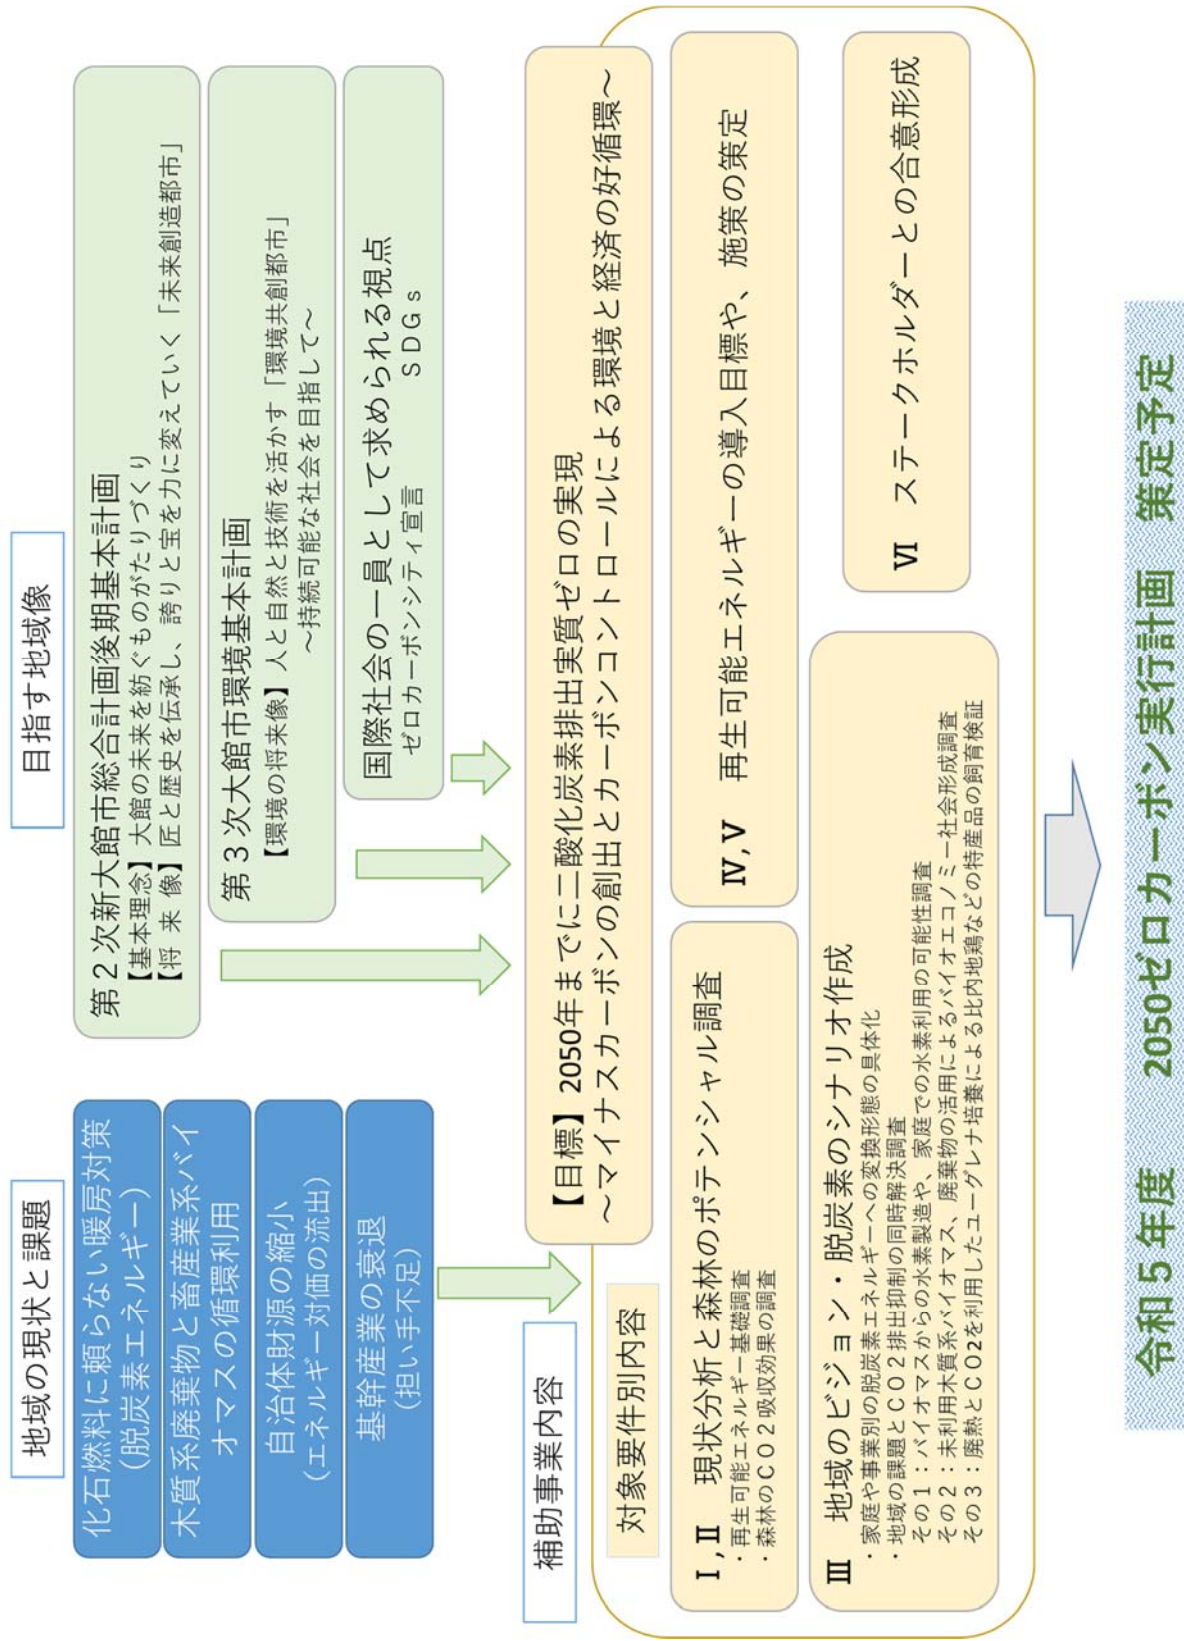 地域の現状と課題
化石燃料に頼らない暖房対策
（脱炭素エネルギー）
木質系廃棄物と畜産業系バイ
オマスの循環利用
自治体財源の縮小
（エネルギー対価の流出）
基幹産業の衰退
（担い手不足）
目指す地域像
第２次新大館市総合計画後期基本計画
【基本理念】大館の未来を紡ぐものがたりづくり
【将 来 像】匠と歴史を伝承し、誇りと宝を力に変えていく「未来創造都市」
第３次大館市環境基本計画
【環境の将来像】人と自然と技術を活かす「環境共創都市」
～持続可能な社会を目指して～
国際社会の一員として求められる視点
ゼロカーボンシティ宣言　ＳＤＧｓ
補助事業内容
【目標】2050年までに二酸化炭素排出実質ゼロの実現
～マイナスカーボンの創出とカーボンコントロールによる環境と経済の好循環～
対象要件別内容
Ⅰ,Ⅱ　現状分析と森林のポテンシャル調査
・再生可能エネルギー基礎調査
・森林のＣＯ２吸収効果の調査
Ⅳ,Ⅴ　再生可能エネルギーの導入目標や、施策の策定
Ⅲ　地域のビジョン・脱炭素のシナリオ作成
・家庭や事業別の脱炭素エネルギーへの変換形態の具体化
・地域の課題とＣＯ２排出抑制の同時解決調査
その１：バイオマスからの水素製造や、家庭での水素利用の可能性調査
その２：未利用木質系バイオマス、廃棄物の活用によるバイオエコノミー社会形成調査
その３：廃熱とＣＯ2を利用したユーグレナ培養による比内地鶏などの特産品の飼育検証
Ⅵ　ステークホルダーとの合意形成
令和５年度　2050ゼロカーボン実行計画　策定予定